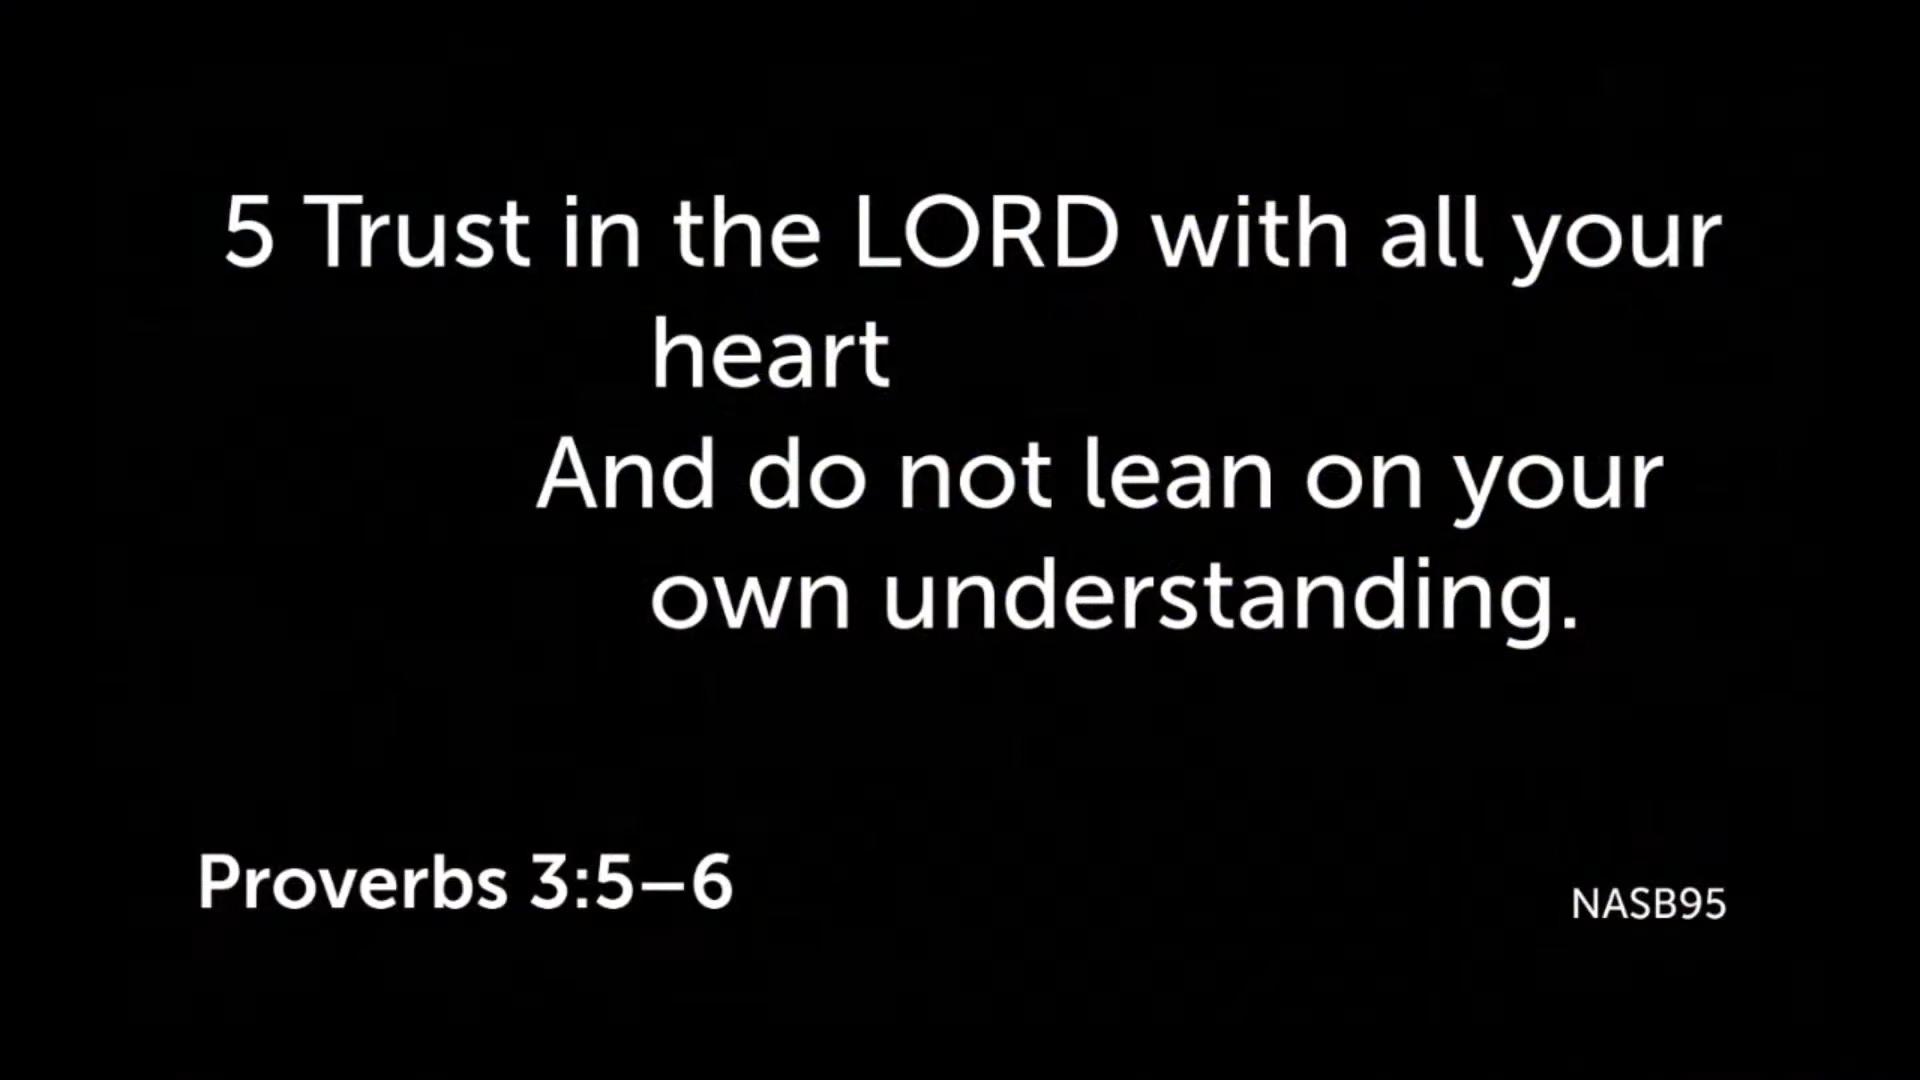 5 Trust in the LORD with all your
heart
And do not lean on your
own understanding.
Proverbs 3:5–6
NASB95